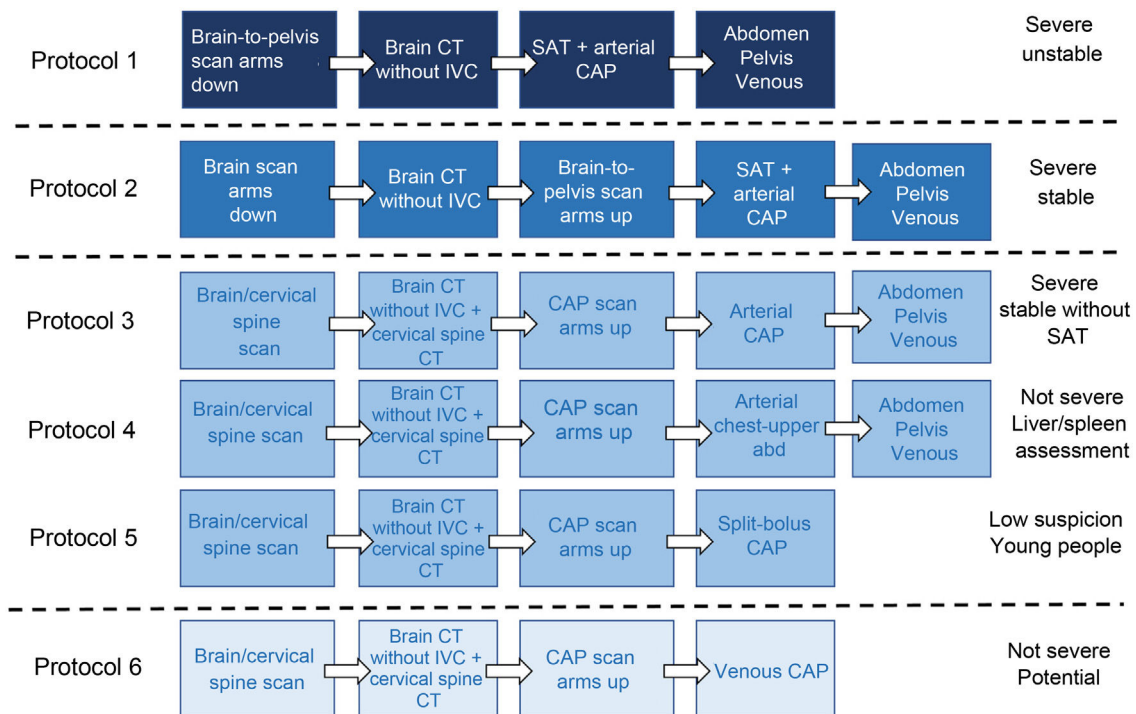 Protocol 1
Brain-to-pelvis
scan arms
down
Brain CT
without IVC
SAT + arterial
CAP
Abdomen
Pelvis
Venous
Severe
unstable
Protocol 2
Brain scan
arms
down
Brain CT
without IVC
Brain-to-
pelvis scan
arms up
SAT +
arterial
CAP
Abdomen
Pelvis
Venous
Severe
stable
Protocol 3
Brain/cervical
spine
scan
Brain CT
without IVC +
cervical spine
CT
CAP scan
arms up
Arterial
CAP
Abdomen
Pelvis
Venous
Severe
stable without
SAT
Protocol 4
Brain/cervical
spine scan
Brain CT
without IVC +
cervical spine
CT
CAP scan
arms up
Arterial
chest-upper
abd
Abdomen
Pelvis
Venous
Not severe
Liver/spleen
assessment
Protocol 5
Brain/cervical
spine scan
Brain CT
without IVC +
cervical spine
CT
CAP scan
arms up
Split-bolus
CAP
Low suspicion
Young people
Protocol 6
Brain/cervical
spine scan
Brain CT
without IVC +
cervical spine
CT
CAP scan
arms up
Venous CAP
Not severe
Potential